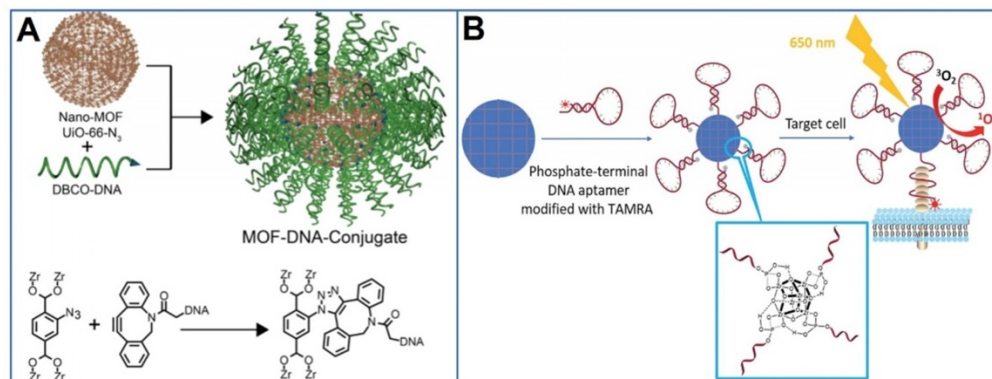 A
Nano-MOF
UiO-66-N₃
+
DBCO-DNA
MOF-DNA-Conjugate
Zr Zr
O O
N₃
O O
Zr Zr
+
N
O
DNA
Zr Zr
O O
N N
N
N
O
DNA
O O
Zr Zr
B
650 nm
³O₂
¹O
Target cell
Phosphate-terminal
DNA aptamer
modified with TAMRA